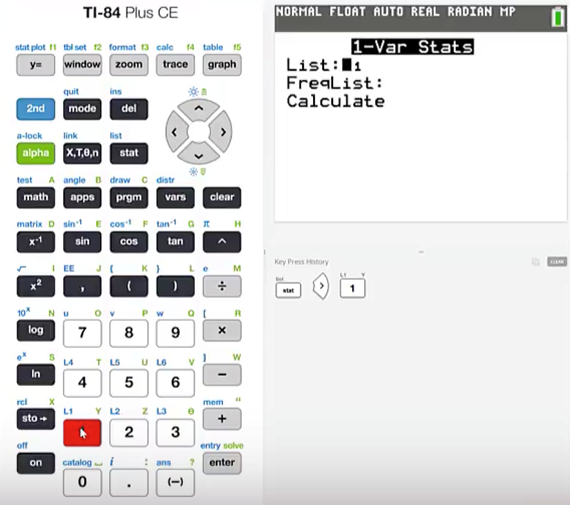 TI-84 Plus CE
stat plot f1 tbl set f2 format f3 calc f4 table f5
y= window zoom trace graph
quit ins
2nd mode del
a-lock link list
alpha X,T,θ,n stat
test A angle B draw C distr
math apps prgm vars clear
matrix D sin⁻¹ E cos⁻¹ F tan⁻¹ G π H
x⁻¹ sin cos tan ^
√ I EE J { K } L e M
x² , ( ) ÷
10ˣ N u O v P w Q [ R
log 7 8 9 ×
eˣ S L4 T L5 U L6 V ] W
ln 4 5 6 −
rcl X L1 Y L2 Z L3 θ mem "
sto→ 2 3 +
off catalog i : ans ? entry solve
on 0 . (−) enter
NORMAL FLOAT AUTO REAL RADIAN MP
1-Var Stats
List:1
FreqList:
Calculate
Key Press History
CLEAR
list L1 Y
stat > 1